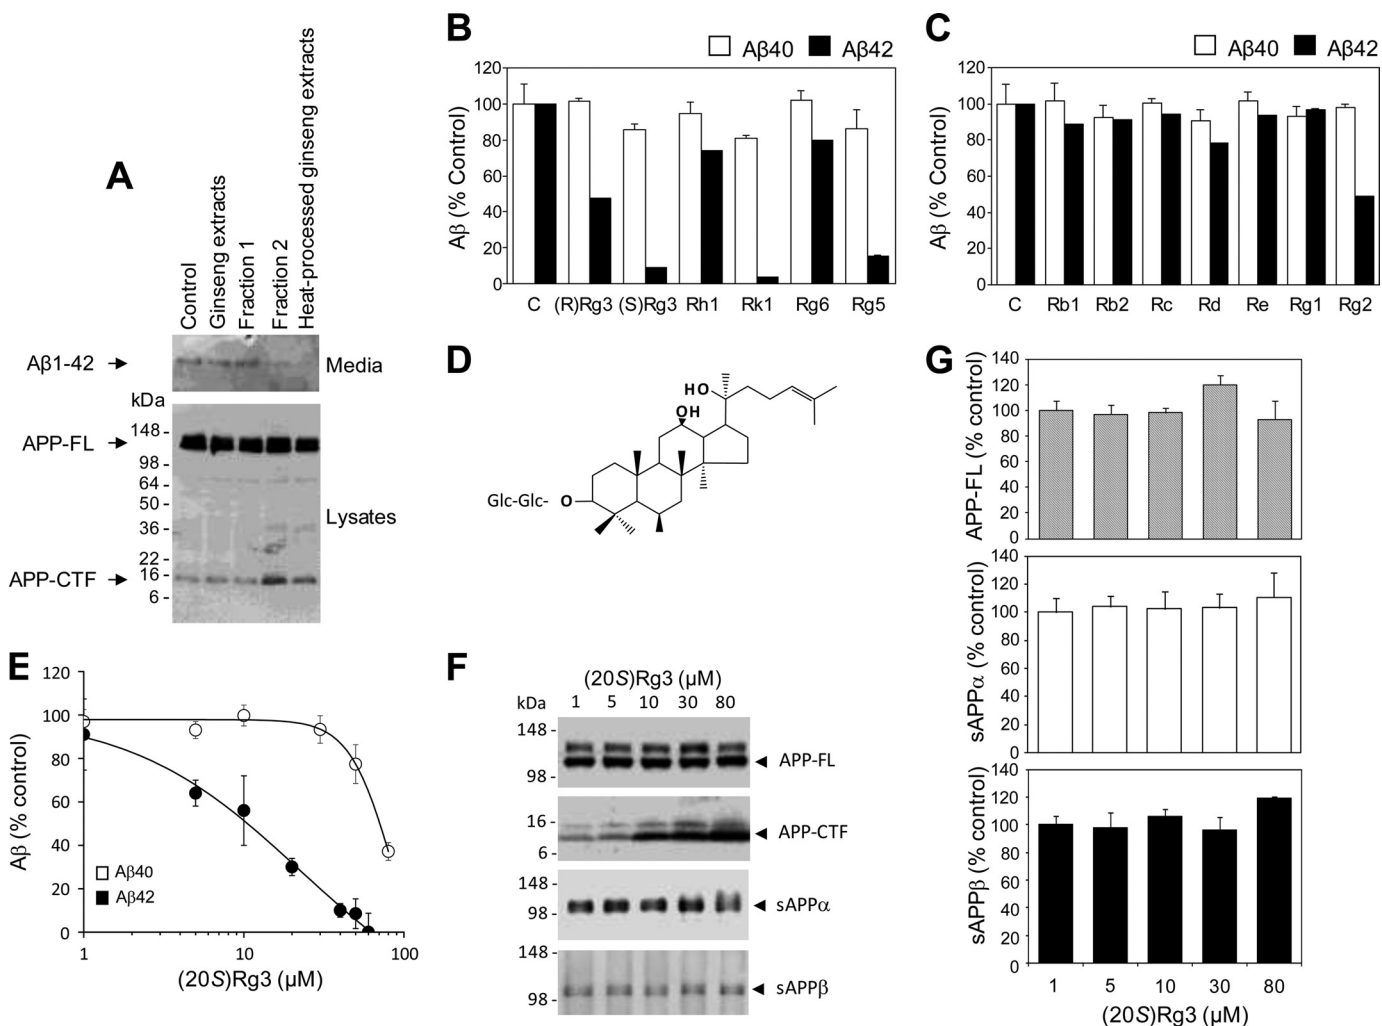 A
Control
Ginseng extracts
Fraction 1
Fraction 2
Heat-processed ginseng extracts
Aβ1-42
Media
kDa
APP-FL
148 -
98 -
64 -
50 -
36 -
22 -
16 -
6 -
Lysates
APP-CTF
B
Aβ40 Aβ42
Aβ (% Control)
120
100
80
60
40
20
0
C (R)Rg3 (S)Rg3 Rh1 Rk1 Rg6 Rg5
C
Aβ40 Aβ42
Aβ (% Control)
120
100
80
60
40
20
0
C Rb1 Rb2 Rc Rd Re Rg1 Rg2
D
HO
OH
Glc-Glc- O
E
Aβ (% control)
120
100
80
60
40
20
0
Aβ40
Aβ42
1 10 100
(20S)Rg3 (µM)
F
(20S)Rg3 (µM)
kDa 1 5 10 30 80
148 -
98 -
APP-FL
16 -
6 -
APP-CTF
148 -
98 -
sAPPα
148 -
98 -
sAPPβ
G
APP-FL (% control)
140
120
100
80
60
40
20
0
sAPPα (% control)
140
120
100
80
60
40
20
0
sAPPβ (% control)
140
120
100
80
60
40
20
0
1 5 10 30 80
(20S)Rg3 (µM)